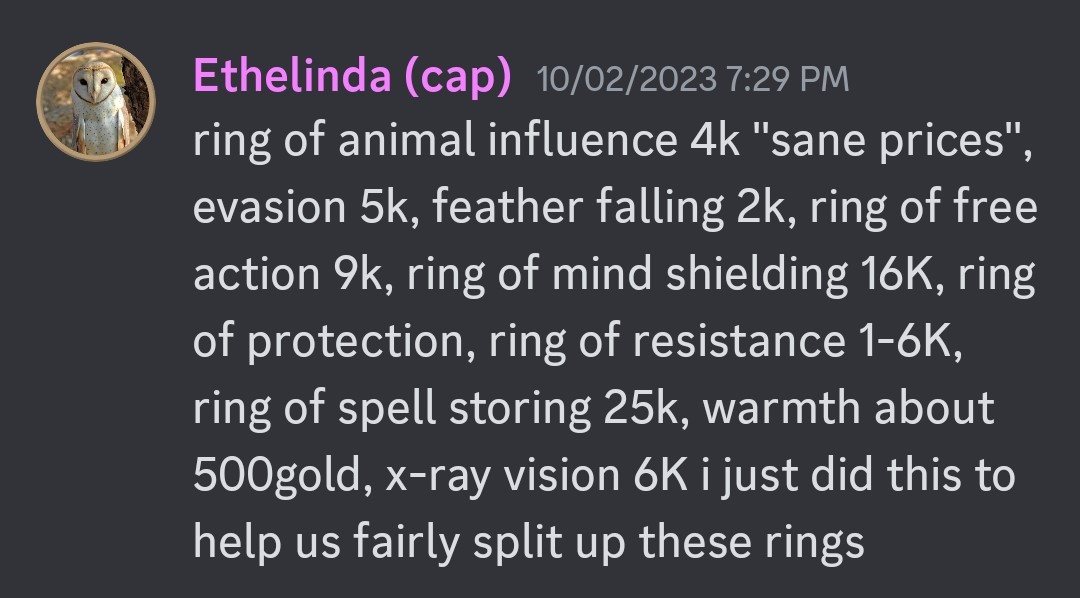 Ethelinda (cap) 10/02/2023 7:29 PM
ring of animal influence 4k "sane prices",
evasion 5k, feather falling 2k, ring of free
action 9k, ring of mind shielding 16K, ring
of protection, ring of resistance 1-6K,
ring of spell storing 25k, warmth about
500gold, x-ray vision 6K i just did this to
help us fairly split up these rings